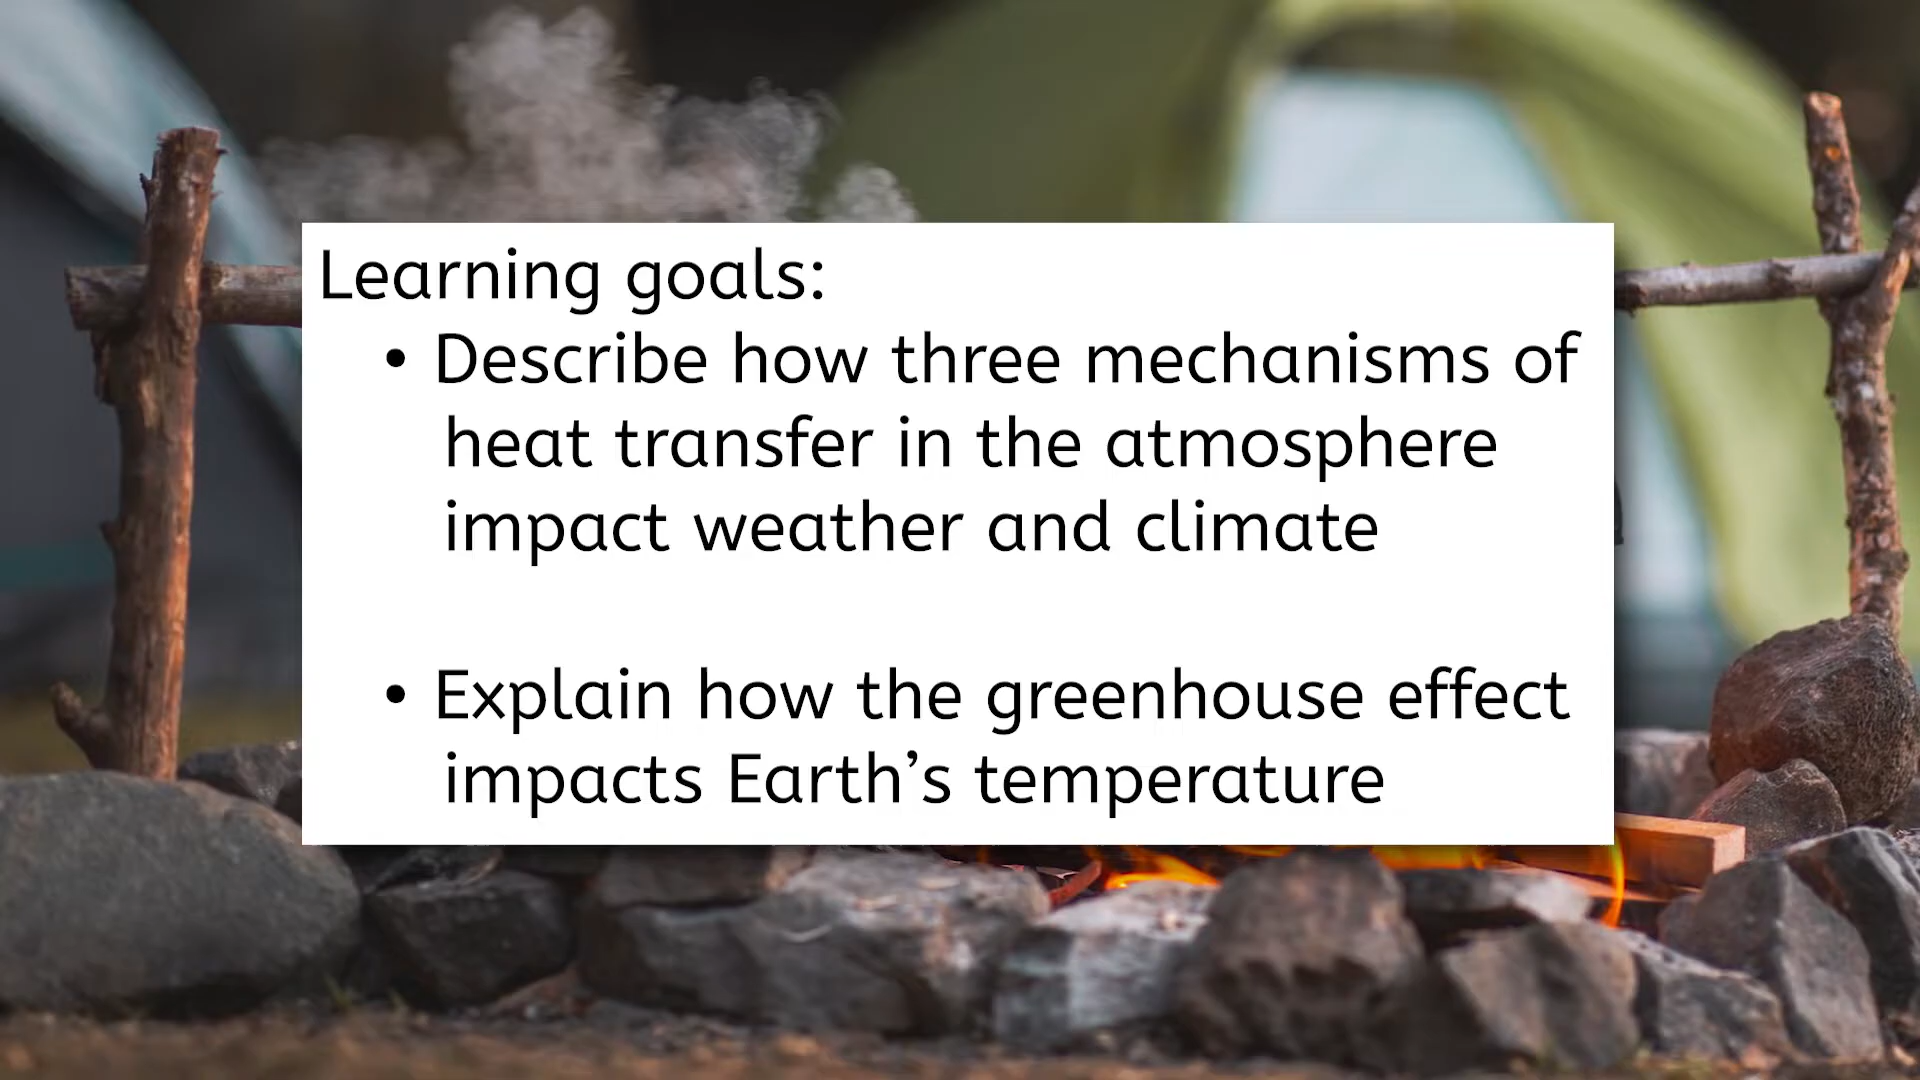 Learning goals:
• Describe how three mechanisms of
heat transfer in the atmosphere
impact weather and climate
• Explain how the greenhouse effect
impacts Earth’s temperature